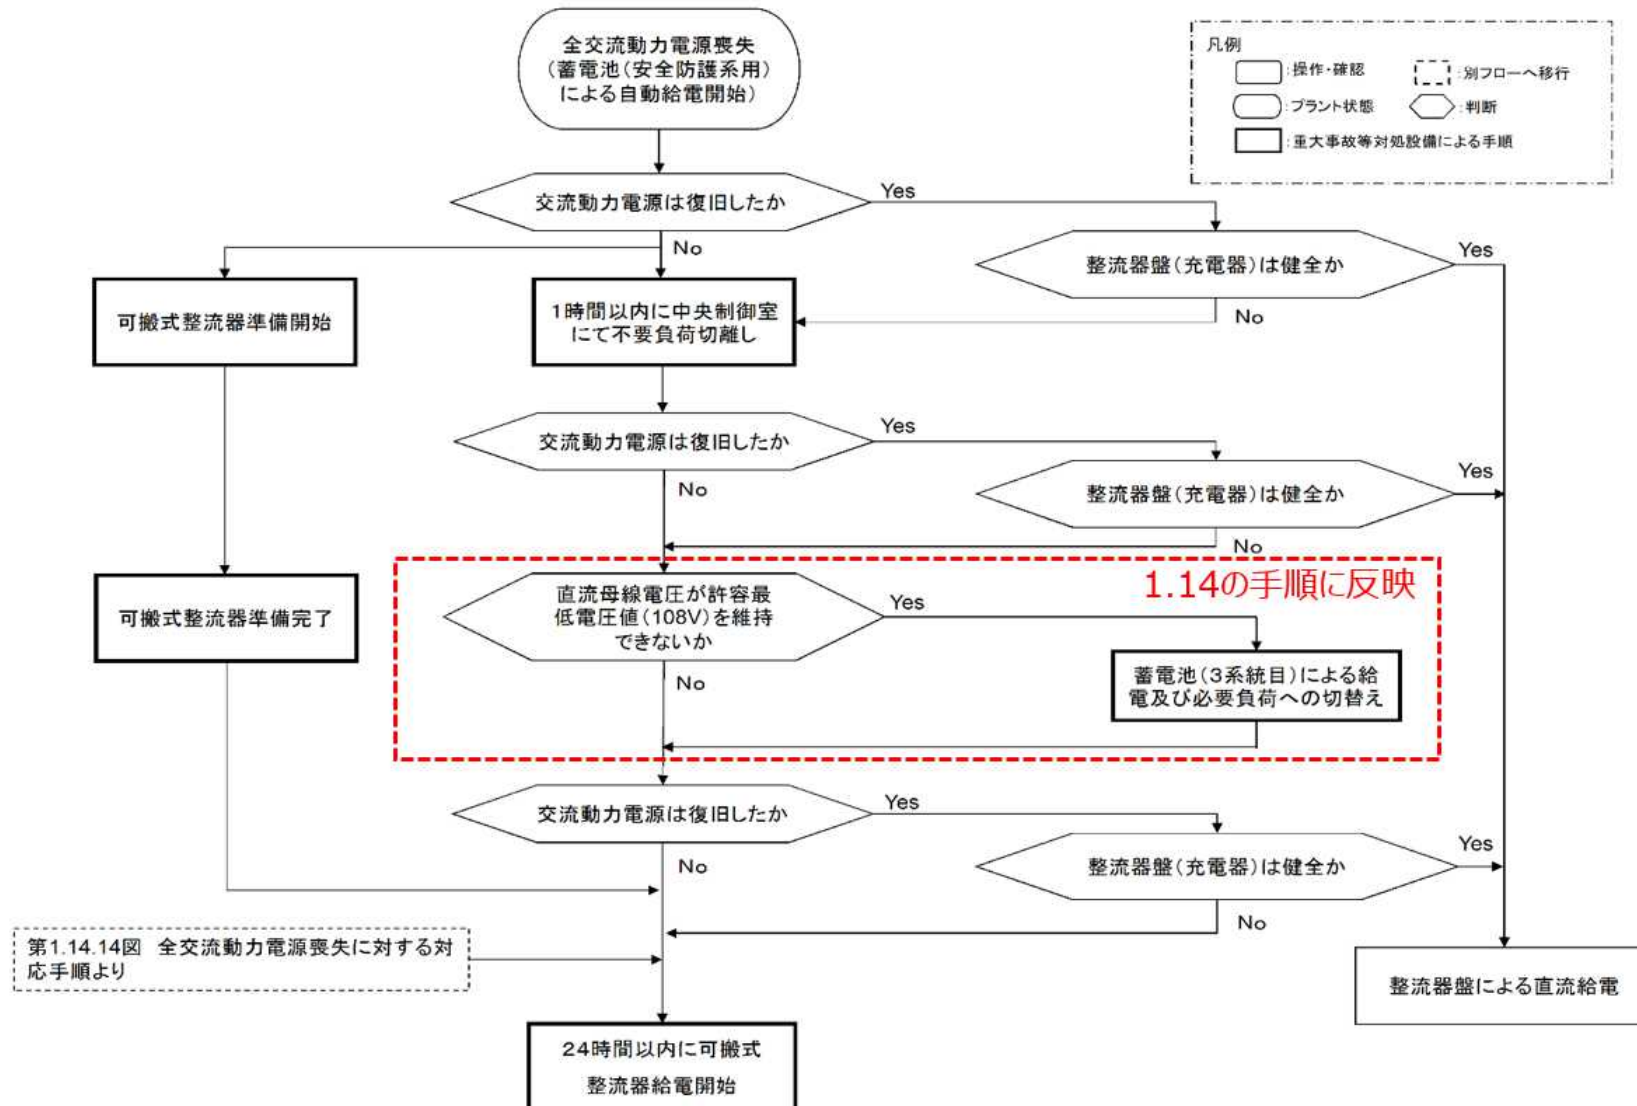 全交流動力電源喪失
(蓄電池(安全防護系用)
による自動給電開始)
凡例
:操作・確認
:別フローへ移行
:プラント状態
:判断
:重大事故等対処設備による手順
交流動力電源は復旧したか
Yes
No
整流器盤(充電器)は健全か
Yes
No
可搬式整流器準備開始
1時間以内に中央制御室
にて不要負荷切離し
交流動力電源は復旧したか
Yes
No
整流器盤(充電器)は健全か
Yes
No
1.14の手順に反映
可搬式整流器準備完了
直流母線電圧が許容最
低電圧値(108V)を維持
できないか
Yes
No
蓄電池(3系統目)による給
電及び必要負荷への切替え
交流動力電源は復旧したか
Yes
No
整流器盤(充電器)は健全か
Yes
No
第1.14.14図 全交流動力電源喪失に対する対
応手順より
整流器盤による直流給電
24時間以内に可搬式
整流器給電開始